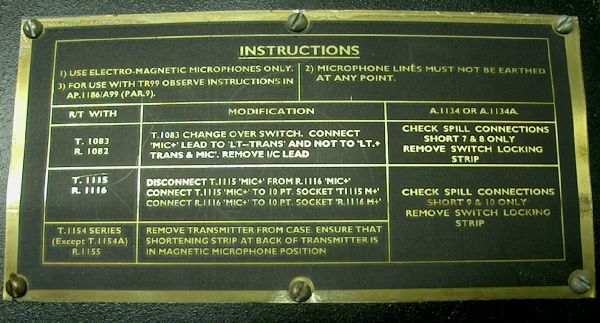 INSTRUCTIONS
1) USE ELECTRO-MAGNETIC MICROPHONES ONLY.
3) FOR USE WITH TR99 OBSERVE INSTRUCTIONS IN
AP.1186/A99 (PAR.9).
2) MICROPHONE LINES MUST NOT BE EARTHED
AT ANY POINT.
R/T WITH
MODIFICATION
A.1134 OR A.1134A.
T. 1083
R. 1082
T.1083 CHANGE OVER SWITCH. CONNECT
'MIC+' LEAD TO 'LT—TRANS' AND NOT TO 'LT.+
TRANS & MIC'. REMOVE I/C LEAD
CHECK SPILL CONNECTIONS
SHORT 7 & 8 ONLY
REMOVE SWITCH LOCKING
STRIP
T. 1115
R. 1116
DISCONNECT T.1115 'MIC+' FROM R.1116 'MIC+'
CONNECT T.1115 'MIC+' TO 10 PT. SOCKET 'T1115 M+'
CONNECT R.1116 'MIC+' TO 10 PT. SOCKET 'R.1116 M+'
CHECK SPILL CONNECTIONS
SHORT 9 & 10 ONLY
REMOVE SWITCH LOCKING
STRIP
T.1154 SERIES
(Except T.1154A)
R.1155
REMOVE TRANSMITTER FROM CASE. ENSURE THAT
SHORTENING STRIP AT BACK OF TRANSMITTER IS
IN MAGNETIC MICROPHONE POSITION